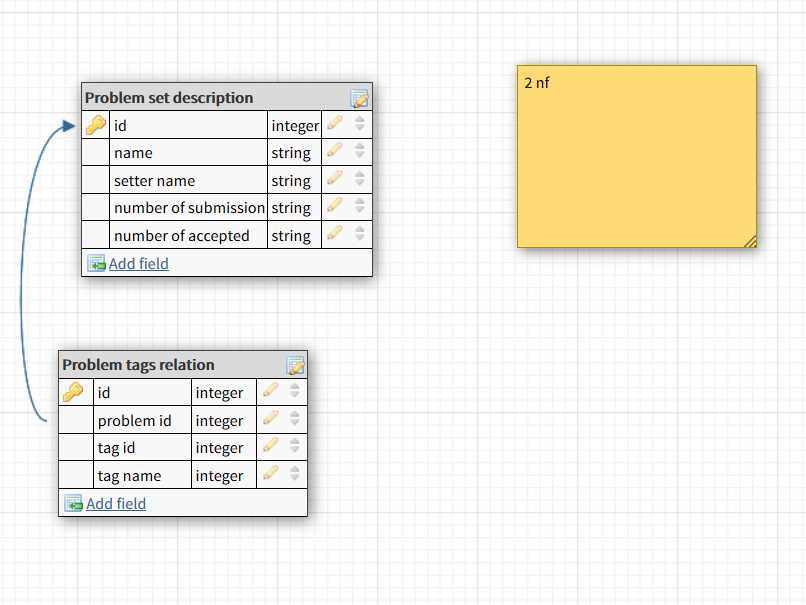 Problem set description
id integer
name string
setter name string
number of submission string
number of accepted string
Add field
2 nf
Problem tags relation
id integer
problem id integer
tag id integer
tag name integer
Add field